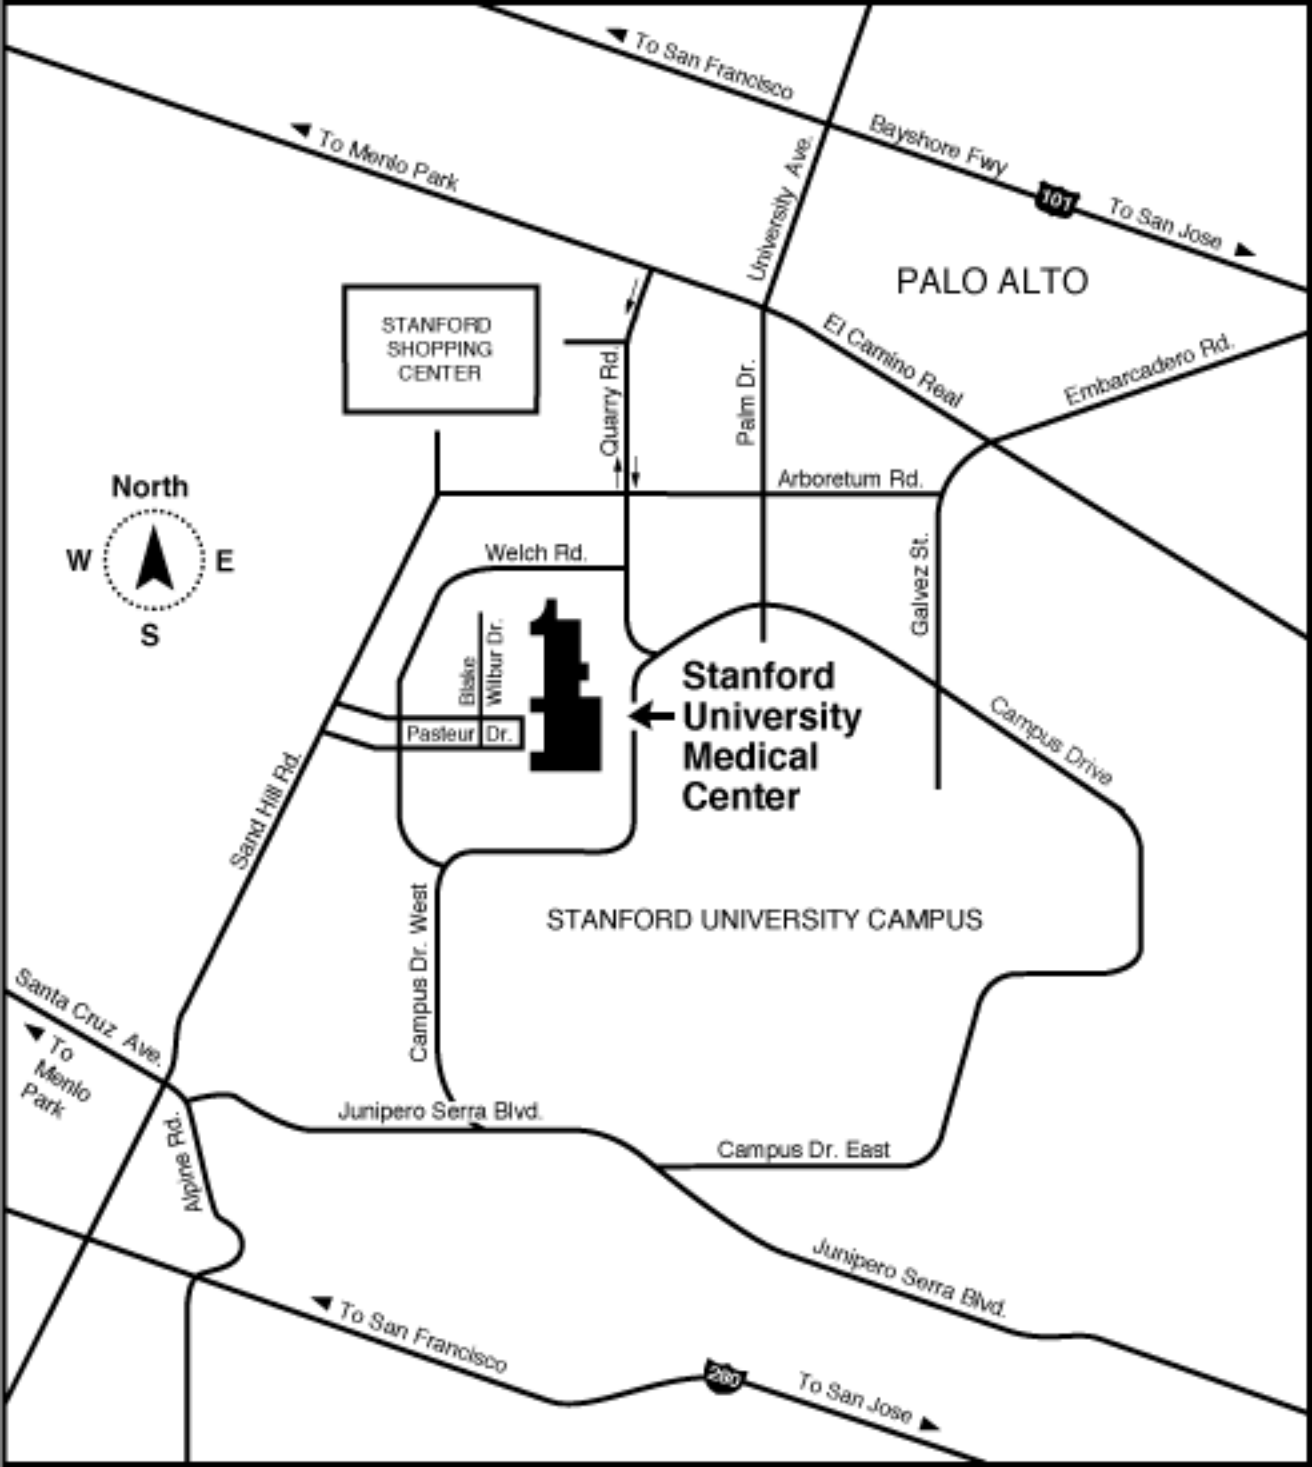 To San Francisco
Bayshore Fwy
101
To San Jose
To Menlo Park
University Ave.
PALO ALTO
STANFORD
SHOPPING
CENTER
Quarry Rd.
Palm Dr.
El Camino Real
Embarcadero Rd.
Arboretum Rd.
North
W
E
S
Welch Rd.
Galvez St.
Blake
Wilbur Dr.
Pasteur Dr.
Stanford
University
Medical
Center
Campus Drive
Sand Hill Rd.
STANFORD UNIVERSITY CAMPUS
Campus Dr. West
Santa Cruz Ave.
To
Menlo
Park
Alpine Rd.
Junipero Serra Blvd.
Campus Dr. East
Junipero Serra Blvd.
To San Francisco
280
To San Jose